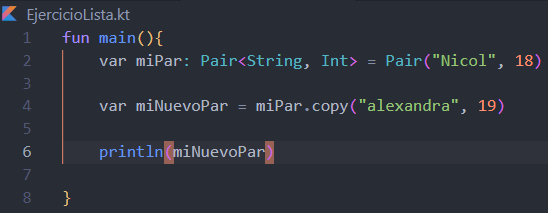 EjercicioLista.kt
1 fun main(){
2     var miPar: Pair<String, Int> = Pair("Nicol", 18)
3
4     var miNuevoPar = miPar.copy("alexandra", 19)
5
6     println(miNuevoPar)
7
8 }